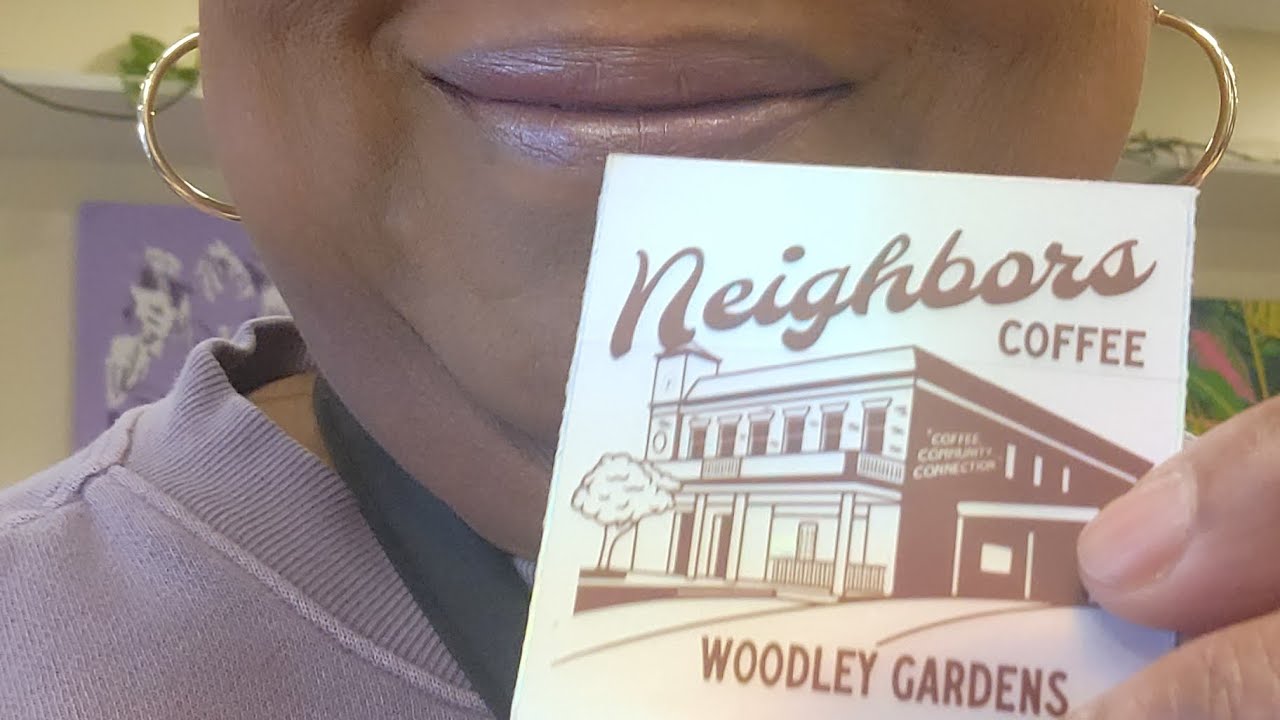 Neighbors
COFFEE
"COFFEE
COMMUNITY
CONNECTION"
WOODLEY GARDENS